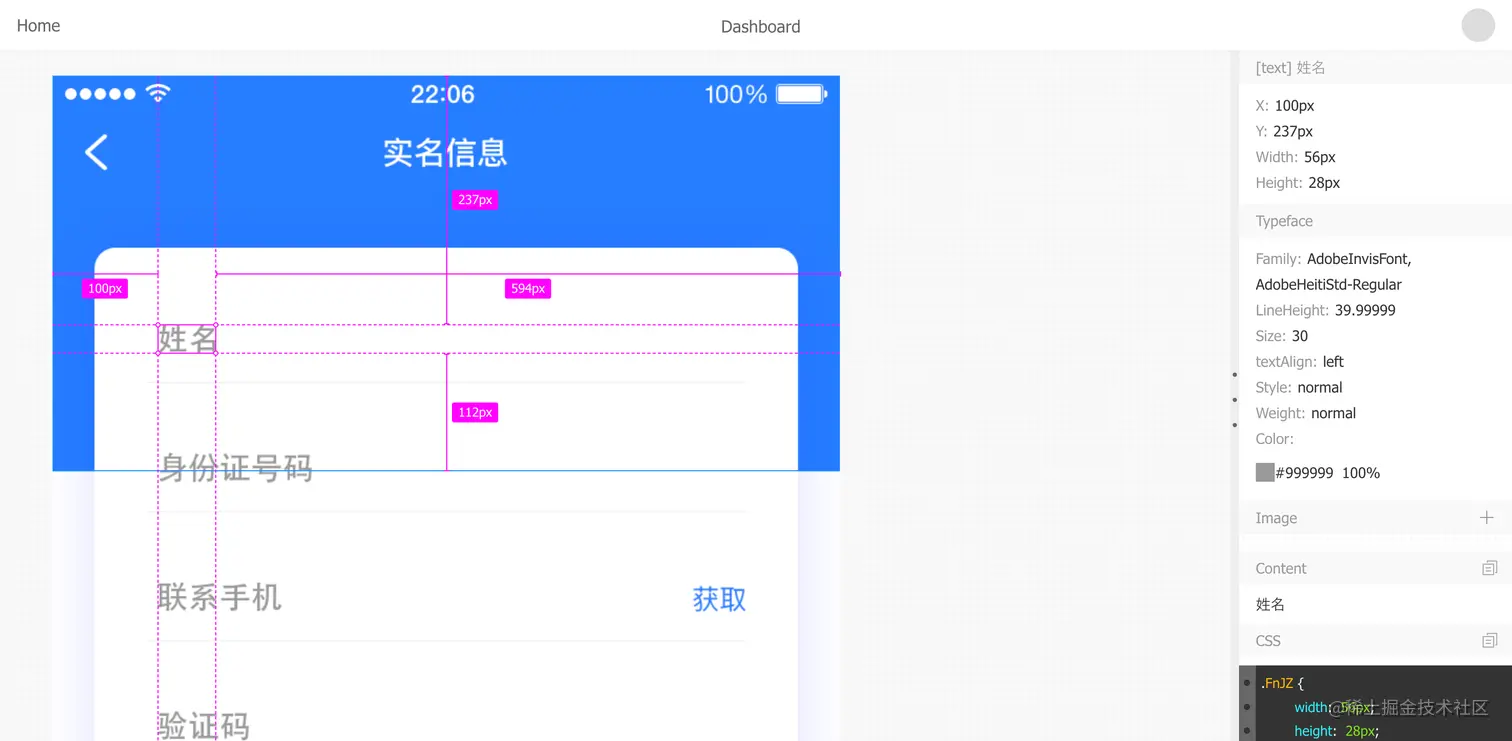 Home
Dashboard
22:06
100%
实名信息
237px
100px
594px
姓名
112px
身份证号码
联系手机
获取
验证码
[text] 姓名
X: 100px
Y: 237px
Width: 56px
Height: 28px
Typeface
Family: AdobeInvisFont,
AdobeHeitiStd-Regular
LineHeight: 39.99999
Size: 30
textAlign: left
Style: normal
Weight: normal
Color:
#999999 100%
Image
Content
姓名
CSS
.FnJZ {
width: 56px;
@稀土掘金技术社区
height: 28px;